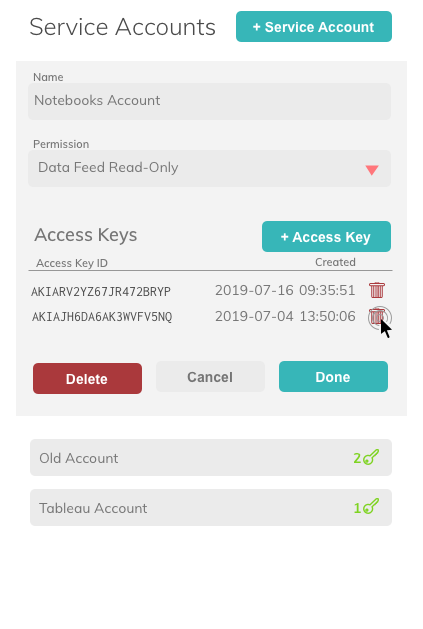 Service Accounts
+ Service Account
Name
Notebooks Account
Permission
Data Feed Read-Only
Access Keys
+ Access Key
Access Key ID Created
AKIARV2YZ67JR472BRYP 2019-07-16 09:35:51
AKIAJH6DA6AK3WVFV5NQ 2019-07-04 13:50:06
Delete Cancel Done
Old Account 2
Tableau Account 1